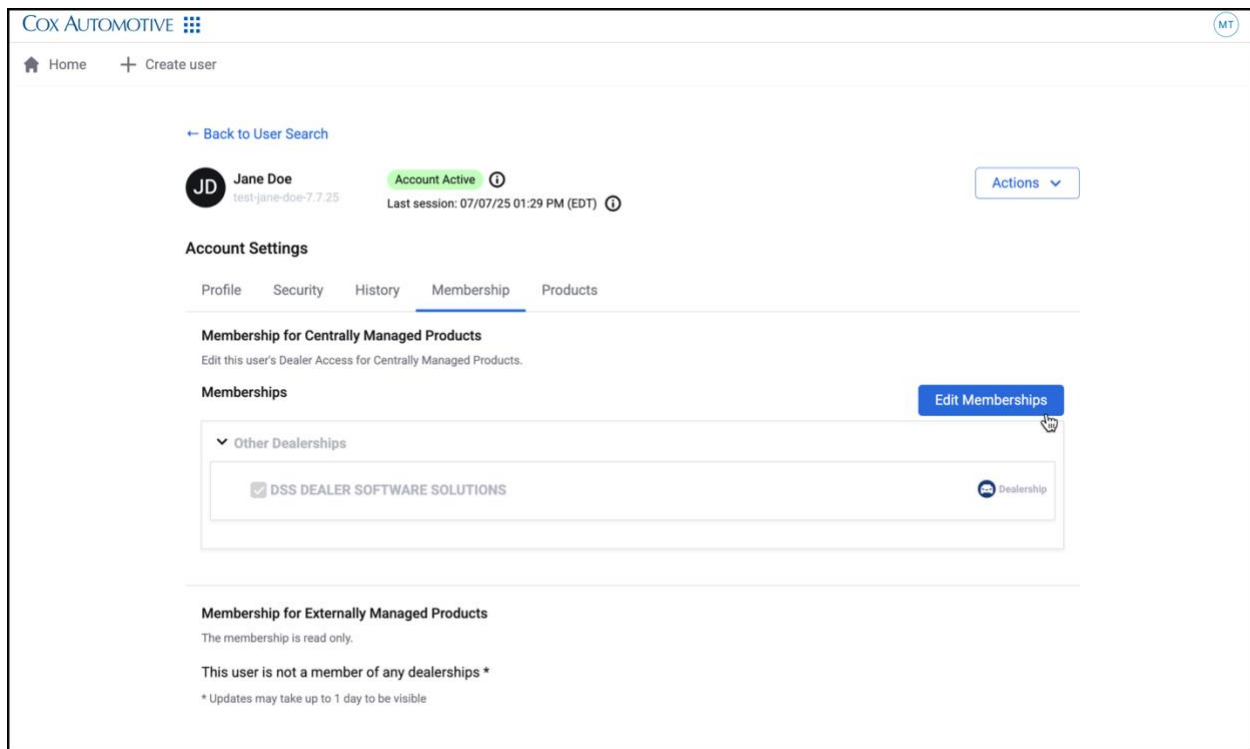 COX AUTOMOTIVE
MT
Home
Create user
← Back to User Search
JD
Jane Doe
test-jane-doe-7.7.25
Account Active
Last session: 07/07/25 01:29 PM (EDT)
Actions
Account Settings
Profile Security History Membership Products
Membership for Centrally Managed Products
Edit this user's Dealer Access for Centrally Managed Products.
Memberships
Edit Memberships
Other Dealerships
DSS DEALER SOFTWARE SOLUTIONS
Dealership
Membership for Externally Managed Products
The membership is read only.
This user is not a member of any dealerships *
* Updates may take up to 1 day to be visible